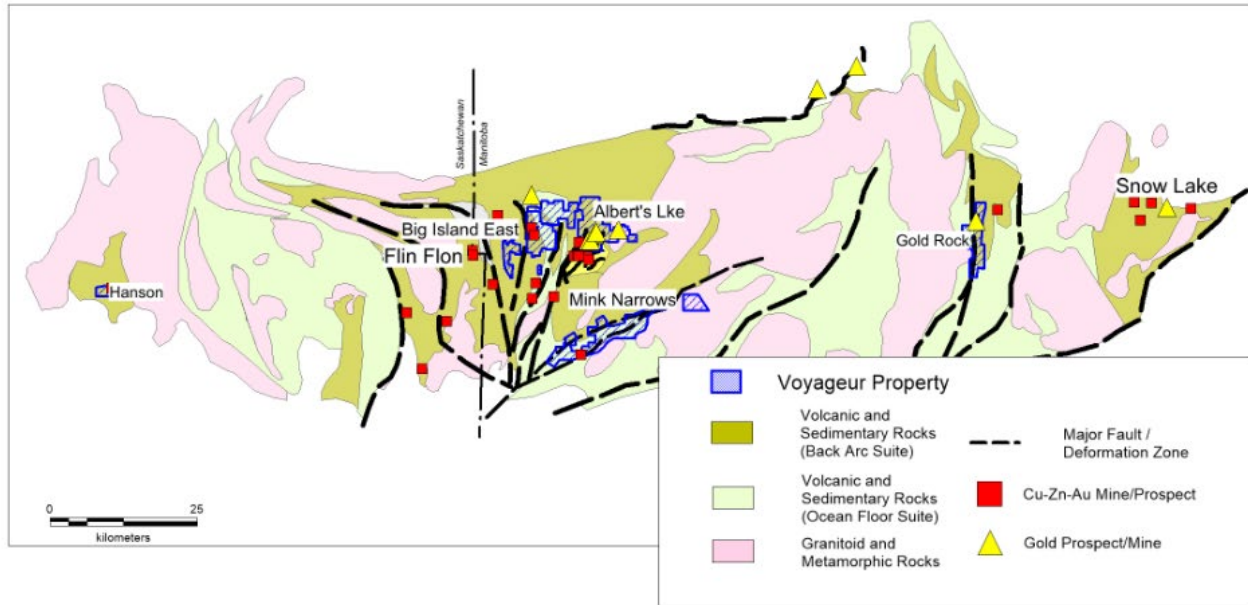 Saskatchewan
Manitoba
Snow Lake
Albert's Lke
Big Island East
Flin Flon
Gold Rock
Hanson
Mink Narrows
Voyageur Property
Volcanic and
Sedimentary Rocks
(Back Arc Suite)
Major Fault /
Deformation Zone
Volcanic and
Sedimentary Rocks
(Ocean Floor Suite)
Cu-Zn-Au Mine/Prospect
Granitoid and
Metamorphic Rocks
Gold Prospect/Mine
0 25
kilometers